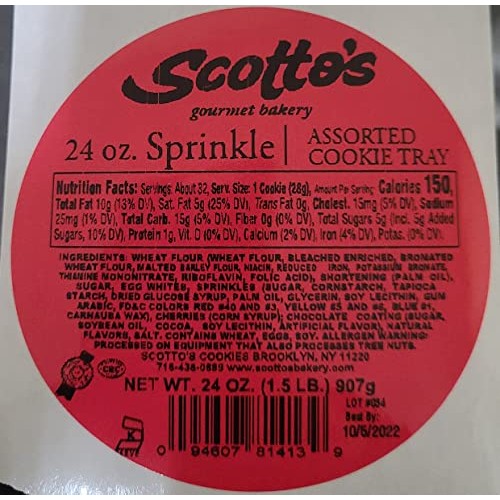 Scotto's
gourmet bakery
24 oz. Sprinkle | ASSORTED COOKIE TRAY
Nutrition Facts: Servings: About 32, Serv. Size: 1 Cookie (28g), Amount Per Serving: Calories 150,
Total Fat 10g (13% DV), Sat. Fat 5g (25% DV), Trans Fat 0g, Cholest. 15mg (5% DV), Sodium
25mg (1% DV), Total Carb. 15g (5% DV), Fiber 0g (0% DV), Total Sugars 5g (Incl. 5g Added
Sugars, 10% DV), Protein 1g, Vit. D (0% DV), Calcium (2% DV), Iron (4% DV), Potas. (0% DV).
INGREDIENTS: WHEAT FLOUR (WHEAT FLOUR, BLEACHED ENRICHED, BROMATED
WHEAT FLOUR, MALTED BARLEY FLOUR, NIACIN, REDUCED IRON, POTASSIUM BROMATE,
THIAMINE MONONITRATE, RIBOFLAVIN, FOLIC ACID), SHORTENING (PALM OIL),
SUGAR, EGG WHITES, SPRINKLES (SUGAR, CORNSTARCH, TAPIOCA
STARCH, DRIED GLUCOSE SYRUP, PALM OIL, GLYCERIN, SOY LECITHIN, GUM
ARABIC, FD&C COLORS RED #40 AND #3, YELLOW #5 AND #6, BLUE #1,
CARNAUBA WAX), CHERRIES (CORN SYRUP); CHOCOLATE COATING (SUGAR,
SOYBEAN OIL, COCOA, SOY LECITHIN, ARTIFICIAL FLAVOR), NATURAL
FLAVORS, SALT. CONTAINS WHEAT, EGGS, SOY. ALLERGEN WARNING:
PROCESSED ON EQUIPMENT THAT ALSO PROCESSES TREE NUTS.
SCOTTO'S COOKIES BROOKLYN, NY 11220
718-438-0889 www.scottosbakery.com
CRC
NET WT. 24 OZ. (1.5 LB.) 907g
LOT #034
Best By:
10/5/2022
0 94607 81413 9